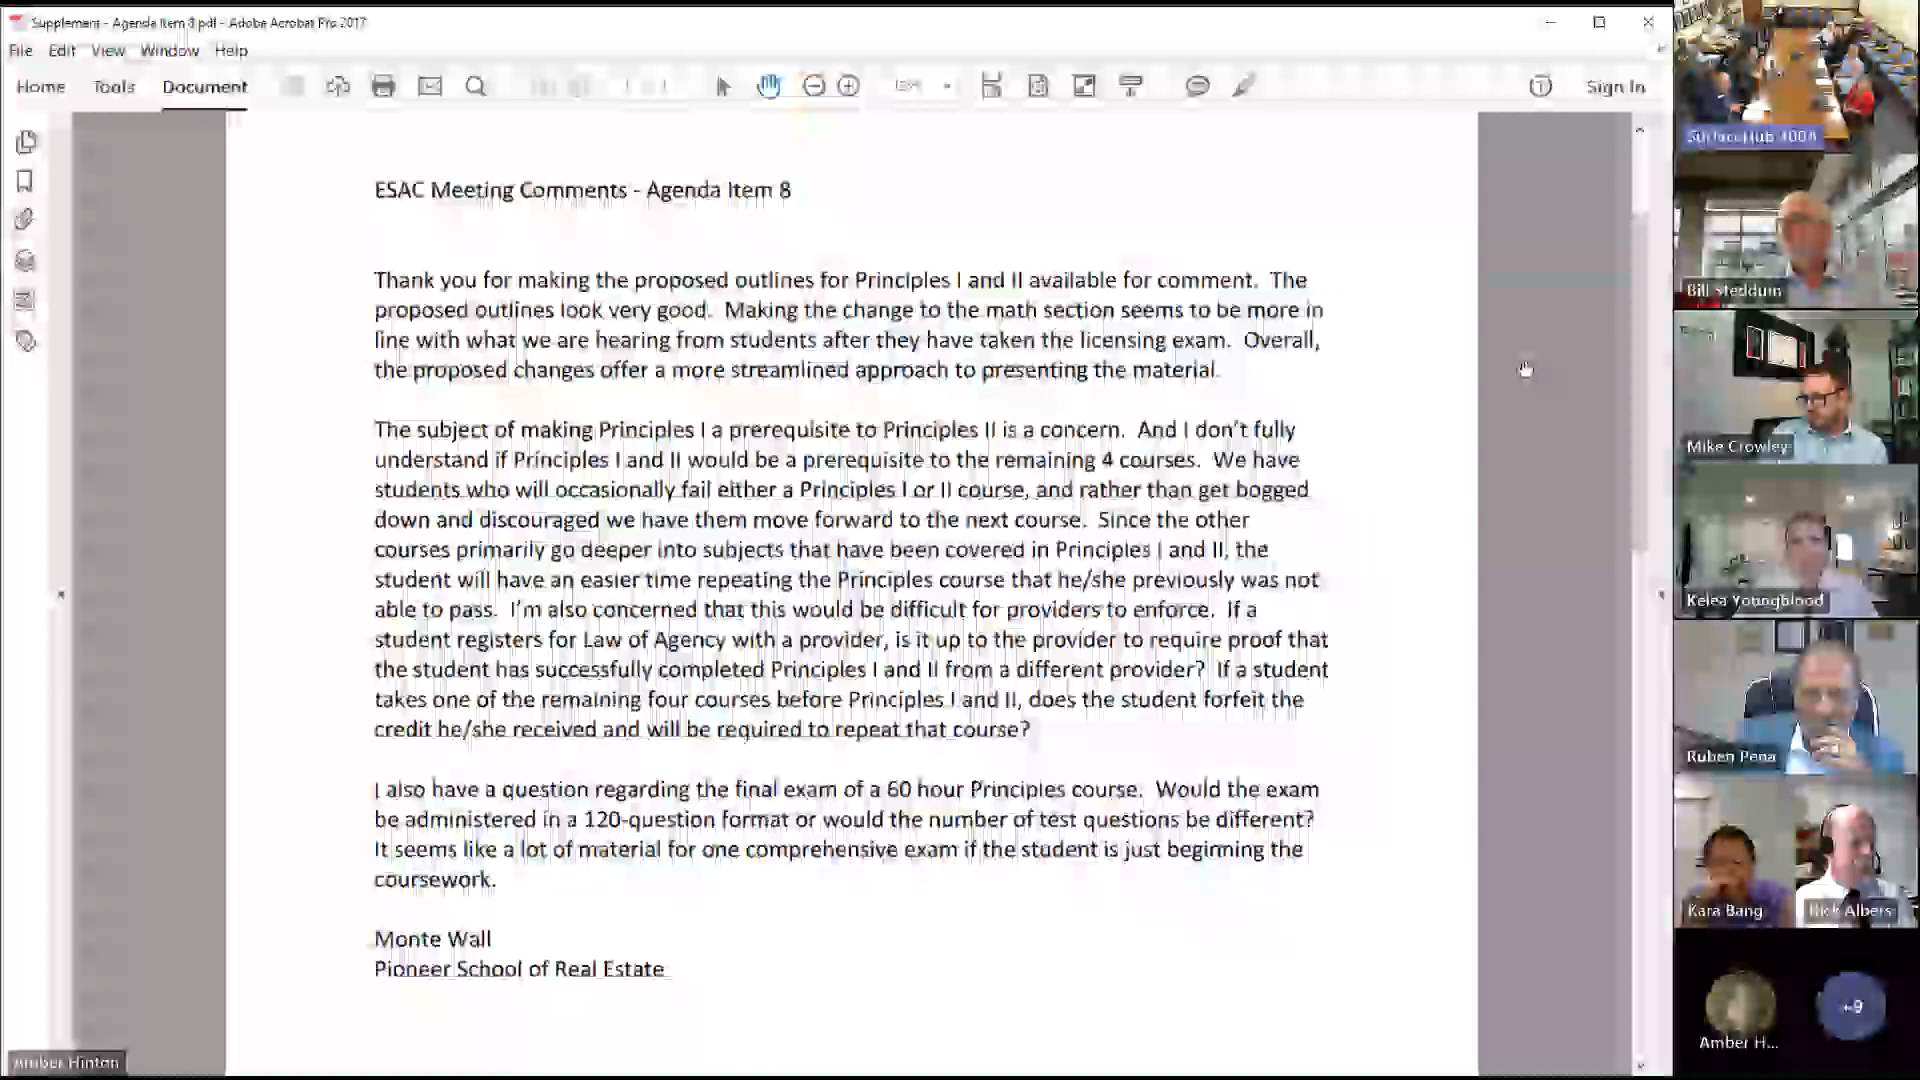 Supplement - Agenda Item 8.pdf - Adobe Acrobat Pro 2017
File Edit View Window Help
Home Tools Document
Sign In
ESAC Meeting Comments - Agenda Item 8
Thank you for making the proposed outlines for Principles I and II available for comment. The
proposed outlines look very good. Making the change to the math section seems to be more in
line with what we are hearing from students after they have taken the licensing exam. Overall,
the proposed changes offer a more streamlined approach to presenting the material.
The subject of making Principles I a prerequisite to Principles II is a concern. And I don't fully
understand if Principles I and II would be a prerequisite to the remaining 4 courses. We have
students who will occasionally fail either a Principles I or II course, and rather than get bogged
down and discouraged we have them move forward to the next course. Since the other
courses primarily go deeper into subjects that have been covered in Principles I and II, the
student will have an easier time repeating the Principles course that he/she previously was not
able to pass. I'm also concerned that this would be difficult for providers to enforce. If a
student registers for Law of Agency with a provider, is it up to the provider to require proof that
the student has successfully completed Principles I and II from a different provider? If a student
takes one of the remaining four courses before Principles I and II, does the student forfeit the
credit he/she received and will be required to repeat that course?
I also have a question regarding the final exam of a 60 hour Principles course. Would the exam
be administered in a 120-question format or would the number of test questions be different?
It seems like a lot of material for one comprehensive exam if the student is just beginning the
coursework.
Monte Wall
Pioneer School of Real Estate
Amber Hinton
Bill Steddum
Mike Crowley
Kelea Youngblood
Ruben Pena
Kara Bang
Rick Albers
Amber H...
+9